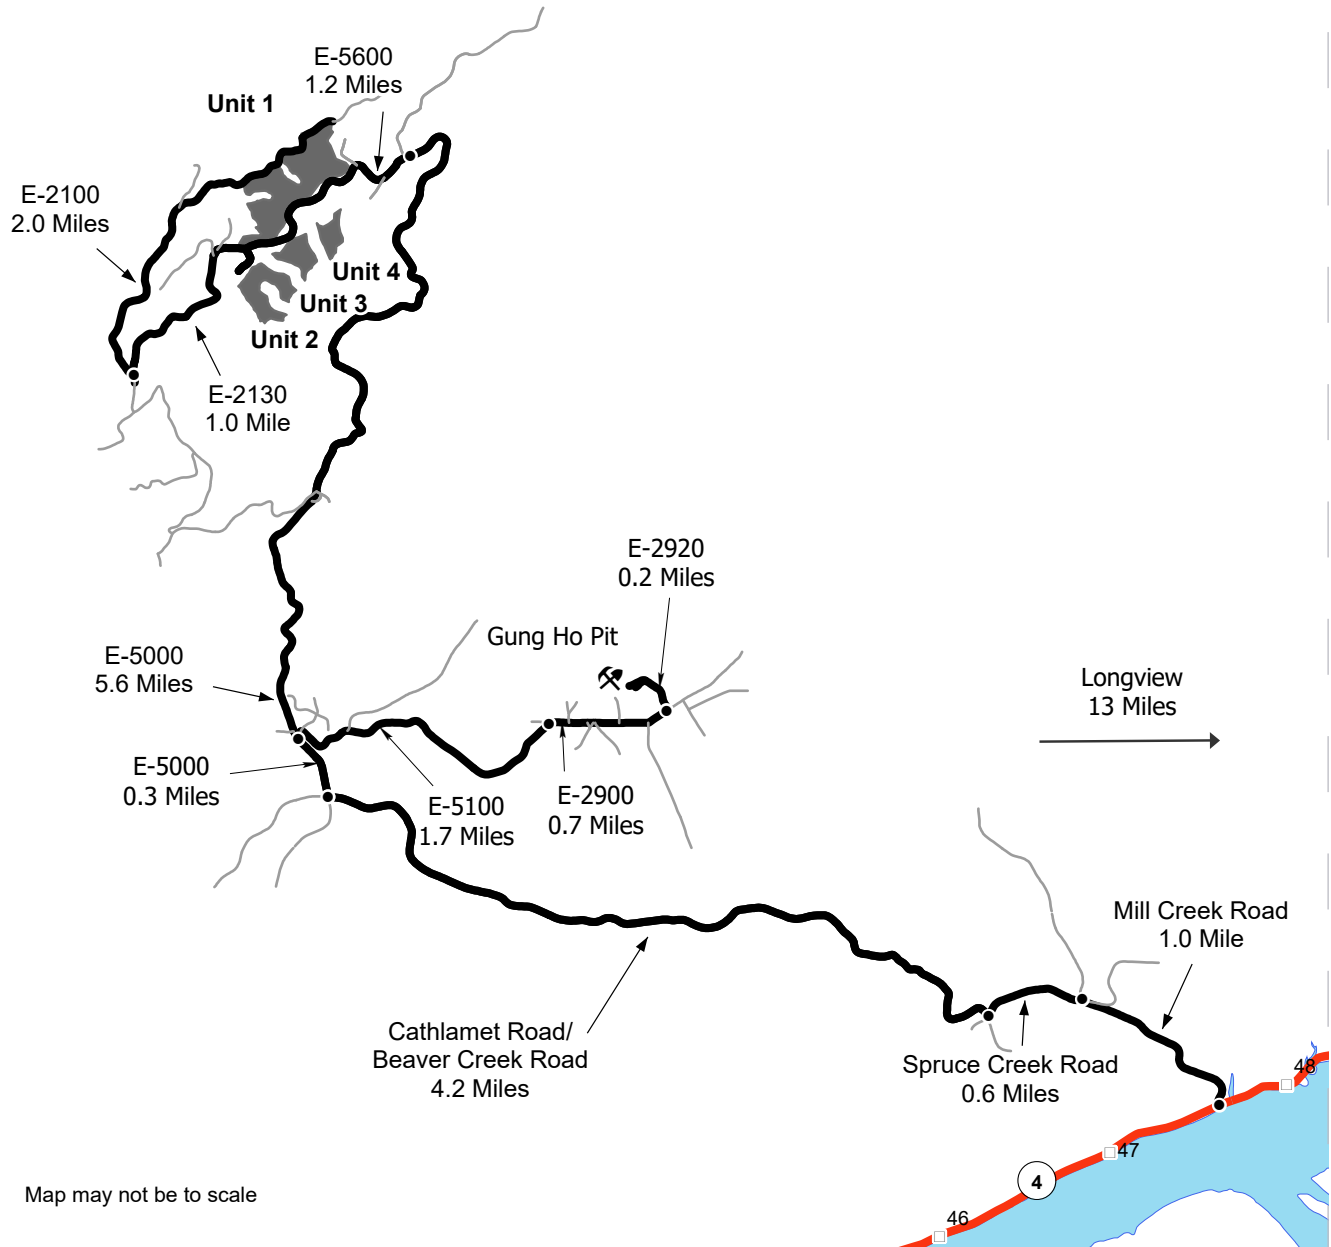 E-5600
1.2 Miles
Unit 1
E-2100
2.0 Miles
Unit 4
Unit 3
Unit 2
E-2130
1.0 Mile
E-2920
0.2 Miles
Gung Ho Pit
E-5000
5.6 Miles
Longview
13 Miles
E-5000
0.3 Miles
E-5100
1.7 Miles
E-2900
0.7 Miles
Mill Creek Road
1.0 Mile
Cathlamet Road/
Beaver Creek Road
4.2 Miles
Spruce Creek Road
0.6 Miles
48
47
4
46
Map may not be to scale